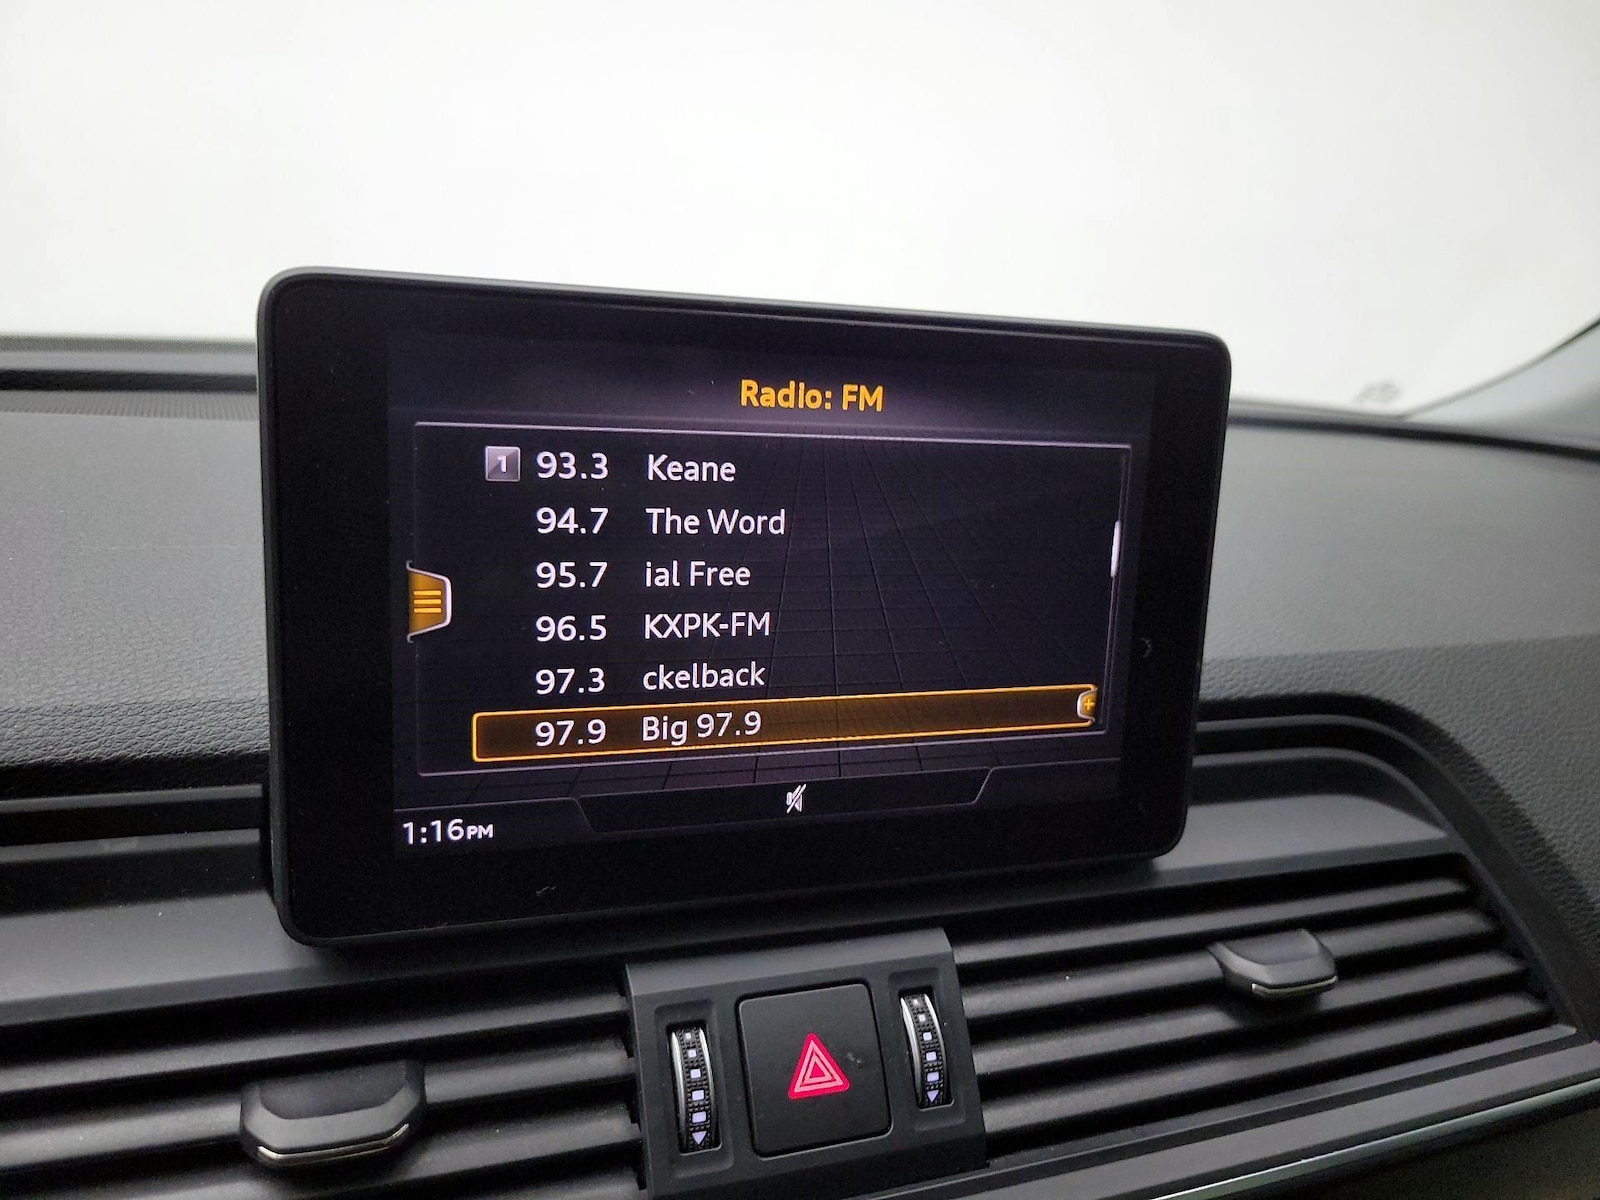 Radio: FM
1 93.3 Keane
94.7 The Word
95.7 ial Free
96.5 KXPK-FM
97.3 ckelback
97.9 Big 97.9
1:16PM